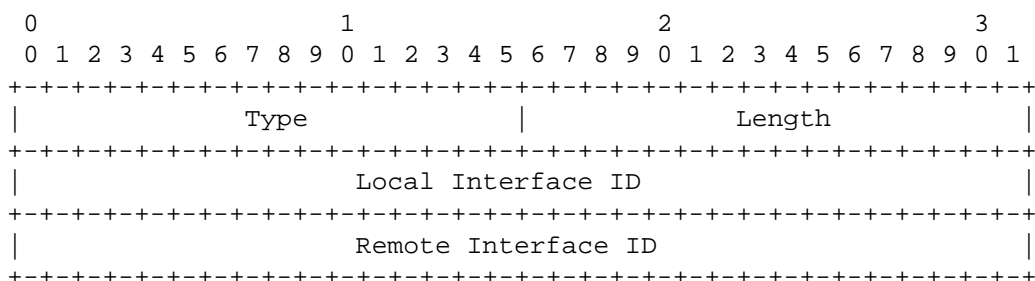 0                   1                   2                   3
 0 1 2 3 4 5 6 7 8 9 0 1 2 3 4 5 6 7 8 9 0 1 2 3 4 5 6 7 8 9 0 1
+-+-+-+-+-+-+-+-+-+-+-+-+-+-+-+-+-+-+-+-+-+-+-+-+-+-+-+-+-+-+-+-+
|              Type             |             Length            |
+-+-+-+-+-+-+-+-+-+-+-+-+-+-+-+-+-+-+-+-+-+-+-+-+-+-+-+-+-+-+-+-+
|                     Local Interface ID                        |
+-+-+-+-+-+-+-+-+-+-+-+-+-+-+-+-+-+-+-+-+-+-+-+-+-+-+-+-+-+-+-+-+
|                     Remote Interface ID                       |
+-+-+-+-+-+-+-+-+-+-+-+-+-+-+-+-+-+-+-+-+-+-+-+-+-+-+-+-+-+-+-+-+